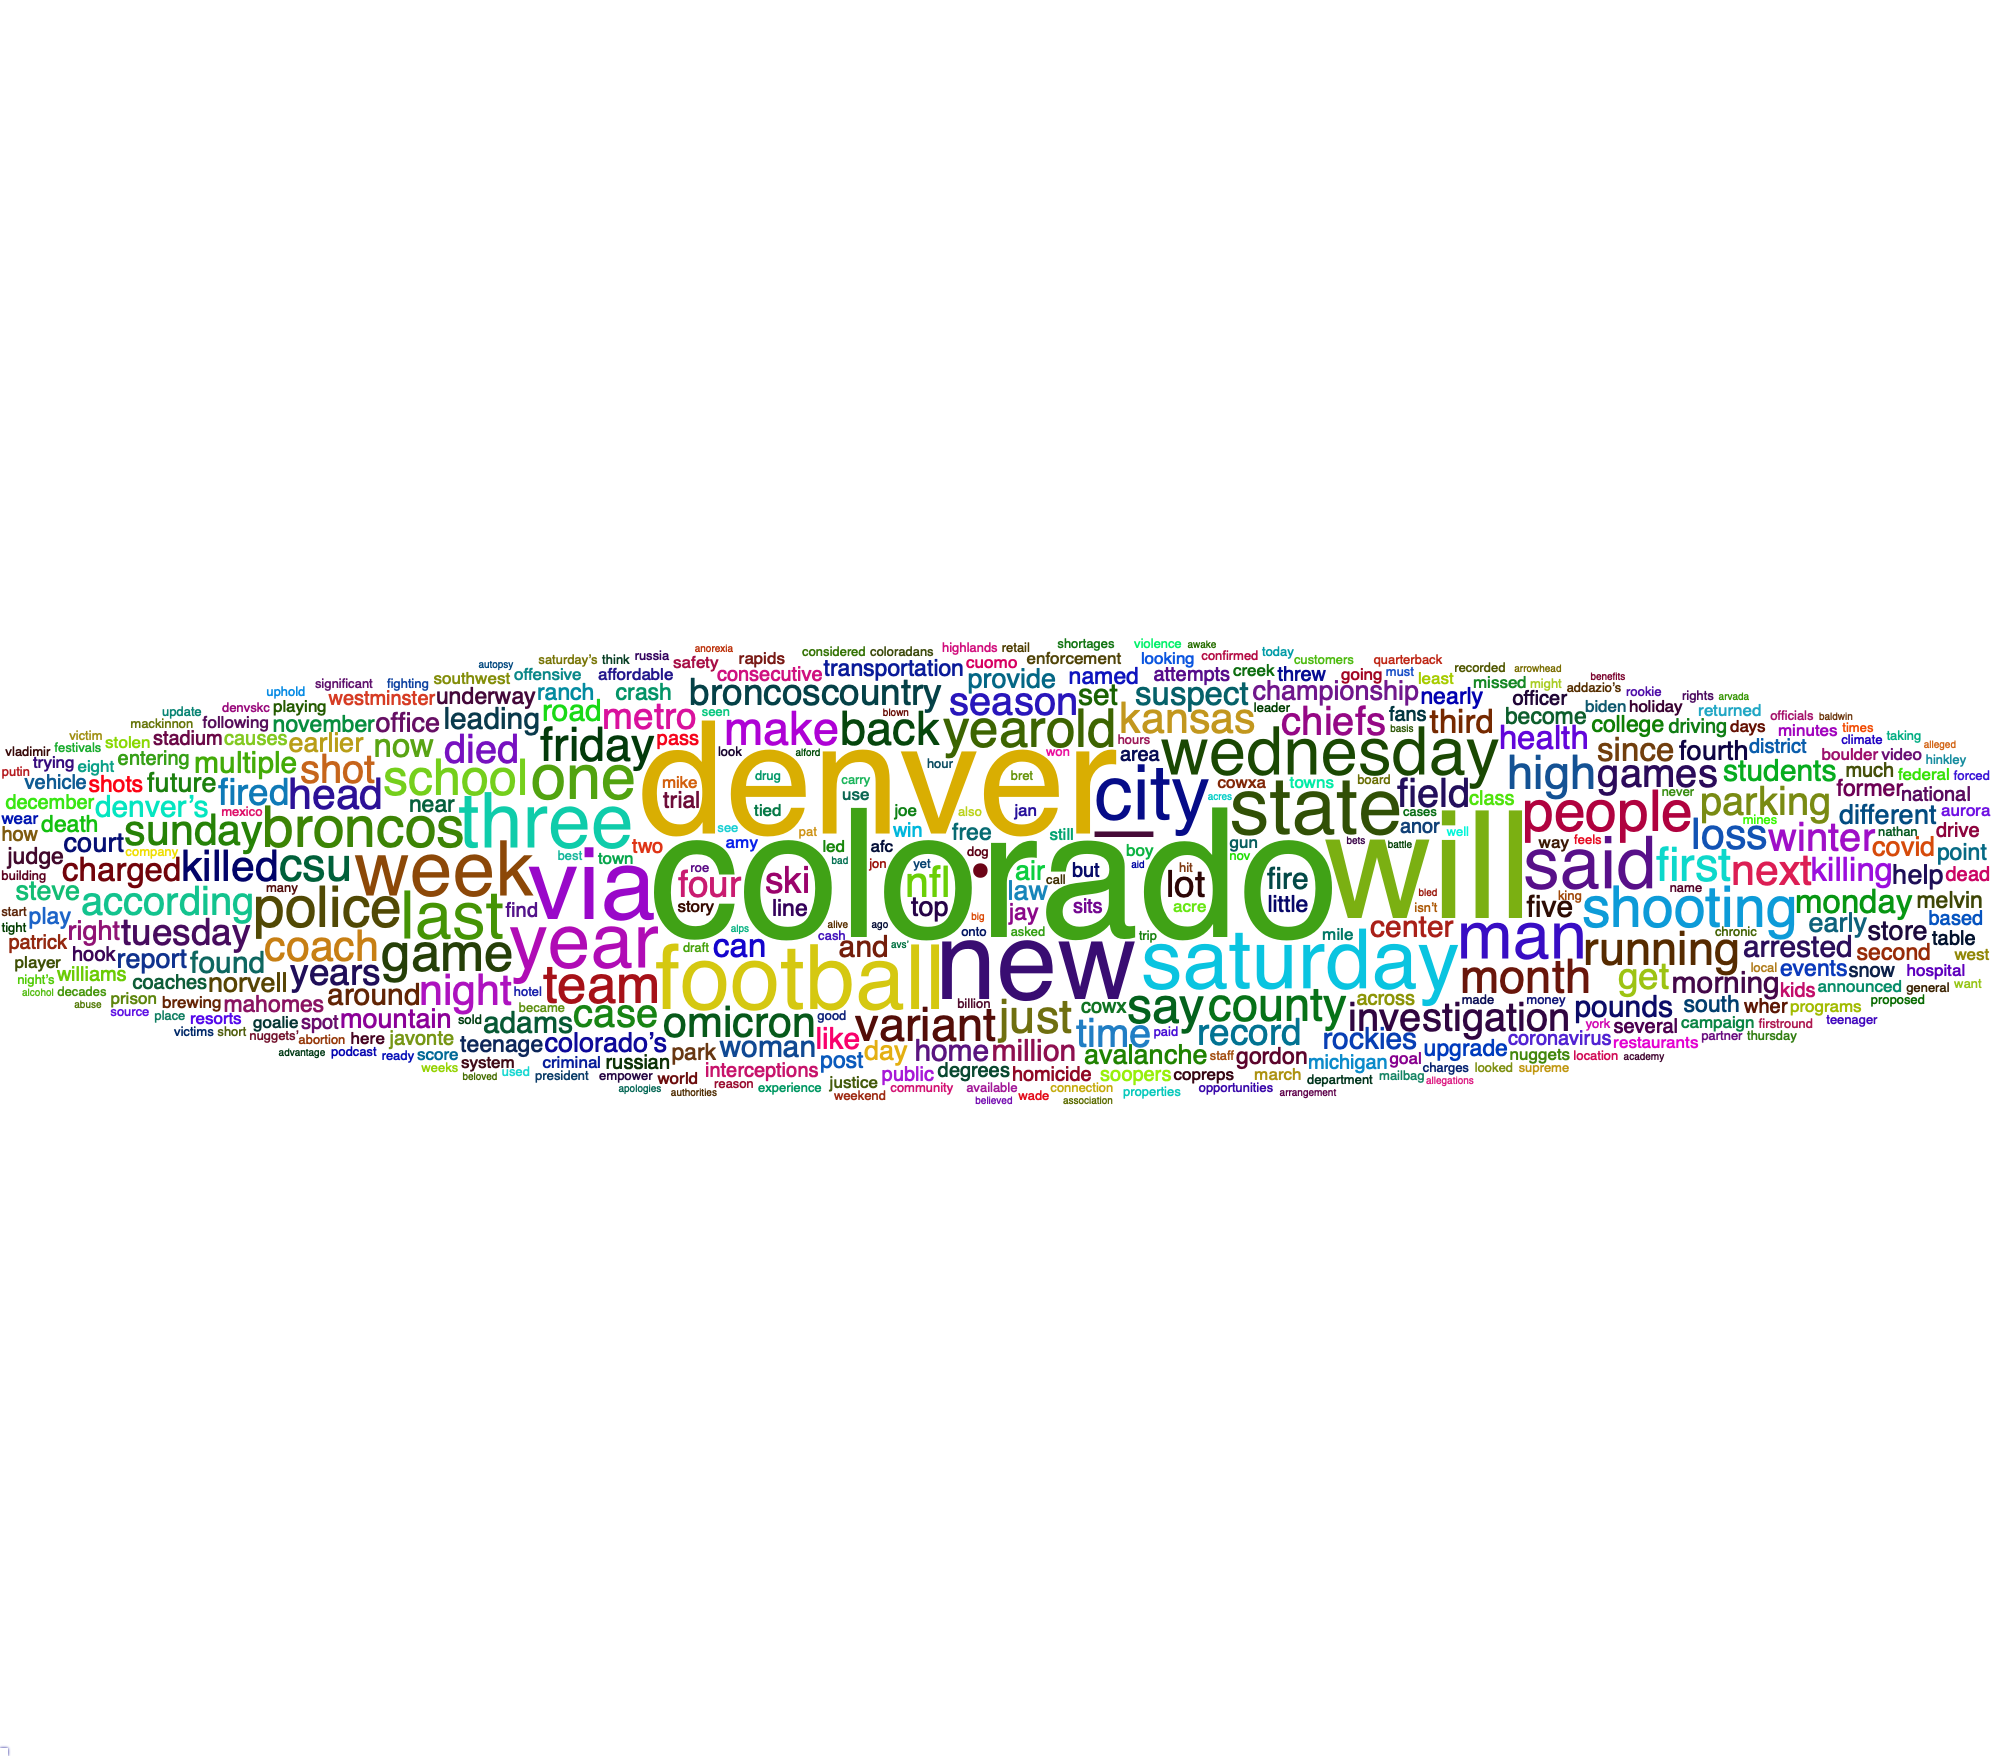 anorexia considered coloradans highlands retail shortages violence awake
autopsy saturday's think russia safety rapids transportation cuomo enforcement looking confirmed today customers quarterback recorded arrowhead
uphold significant fighting southwest offensive affordable consecutive provide named attempts creek threw going must least missed might addazio's benefits
denvskc playing westminster underway ranch crash broncoscountry season set suspect championship nearly officer biden rookie holiday rights arvada
update mackinnon following november office leading road metro seen make back blown yearold kansas leader chiefs fans basis third become college driving days returned officials baldwin
victim festivals stolen stadium causes earlier now died friday pass look alford won hours area wednesday health since fourth district minutes times climate taking alleged
vladimir trying eight entering multiple shot school one denver hour city high games students boulder video hinkley
putin vehicle shots future fired head mike drug carry use bret cowxa towns board field class people never parking much federal forced former national
december denver's mexico near three trial tied joe also jan acres state cases mines different aurora
wear death sunday broncos see pat win free still anor well loss winter nathan drive
how court company two amy led afc dog boy gun bets battle way feels covid point
judge charged killed csu week best town via colorado bad jon yet air call but aid nov hit will said first next killing help dead
building steve according many police last find roe four ski nfl law jay sits lot acre fire little bled isn't king name five shooting monday melvin
start play right tuesday coach story line top big asked mile center man chronic early store based
tight patrick hook report found game year alps cash alive ago onto trip running arrested table second
player williams coaches norvell years draft can and avs' new saturday month get local events snow west
night's alcohol decades prison brewing mahomes around night hotel team football billion morning kids announced hospital general want
abuse source place resorts goalie spot mountain sold became adams case omicron good variant just cowx say county across investigation made money pounds south wher programs proposed
victims short nuggets' abortion here javonte teenage colorado's woman like time paid record rockies york several campaign firstround teenager
advantage podcast ready score system criminal russian park post day home million avalanche staff gordon michigan goal upgrade coronavirus nuggets restaurants location partner thursday academy
weeks beloved used president empower world interceptions reason justice public degrees homicide soopers copreps march department mailbag charges allegations looked supreme
apologies authorities experience weekend community available believed wade connection association properties opportunities arrangement